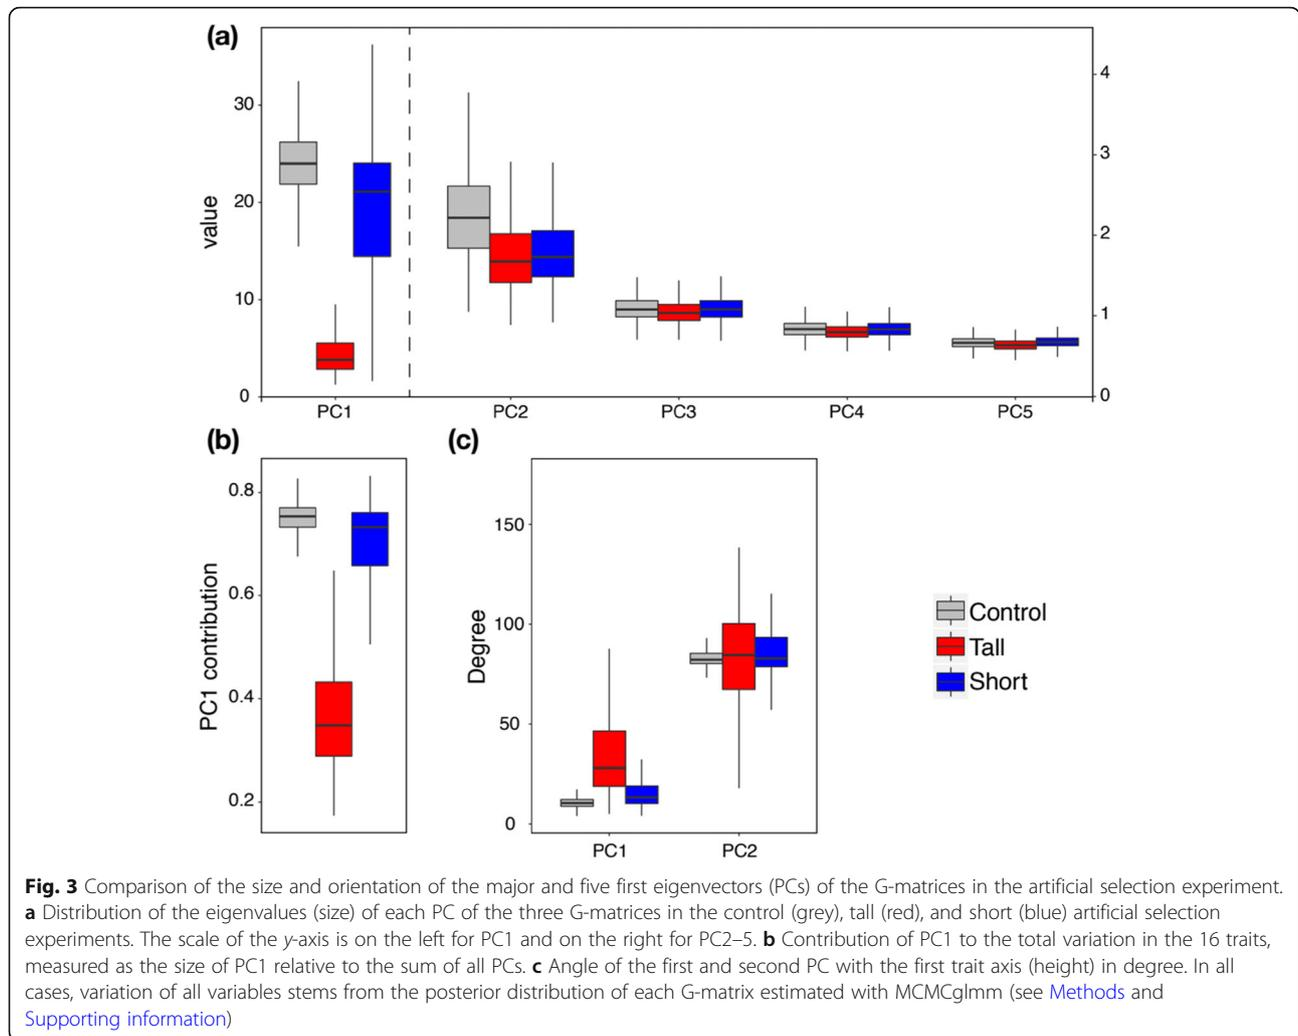 (a)
value
30
20
10
0
4
3
2
1
0
PC1 PC2 PC3 PC4 PC5
(b)
PC1 contribution
0.8
0.6
0.4
0.2
(c)
Degree
150
100
50
0
PC1 PC2
Control
Tall
Short
Fig. 3 Comparison of the size and orientation of the major and five first eigenvectors (PCs) of the G-matrices in the artificial selection experiment.
a Distribution of the eigenvalues (size) of each PC of the three G-matrices in the control (grey), tall (red), and short (blue) artificial selection
experiments. The scale of the y-axis is on the left for PC1 and on the right for PC2–5. b Contribution of PC1 to the total variation in the 16 traits,
measured as the size of PC1 relative to the sum of all PCs. c Angle of the first and second PC with the first trait axis (height) in degree. In all
cases, variation of all variables stems from the posterior distribution of each G-matrix estimated with MCMCglmm (see Methods and
Supporting information)